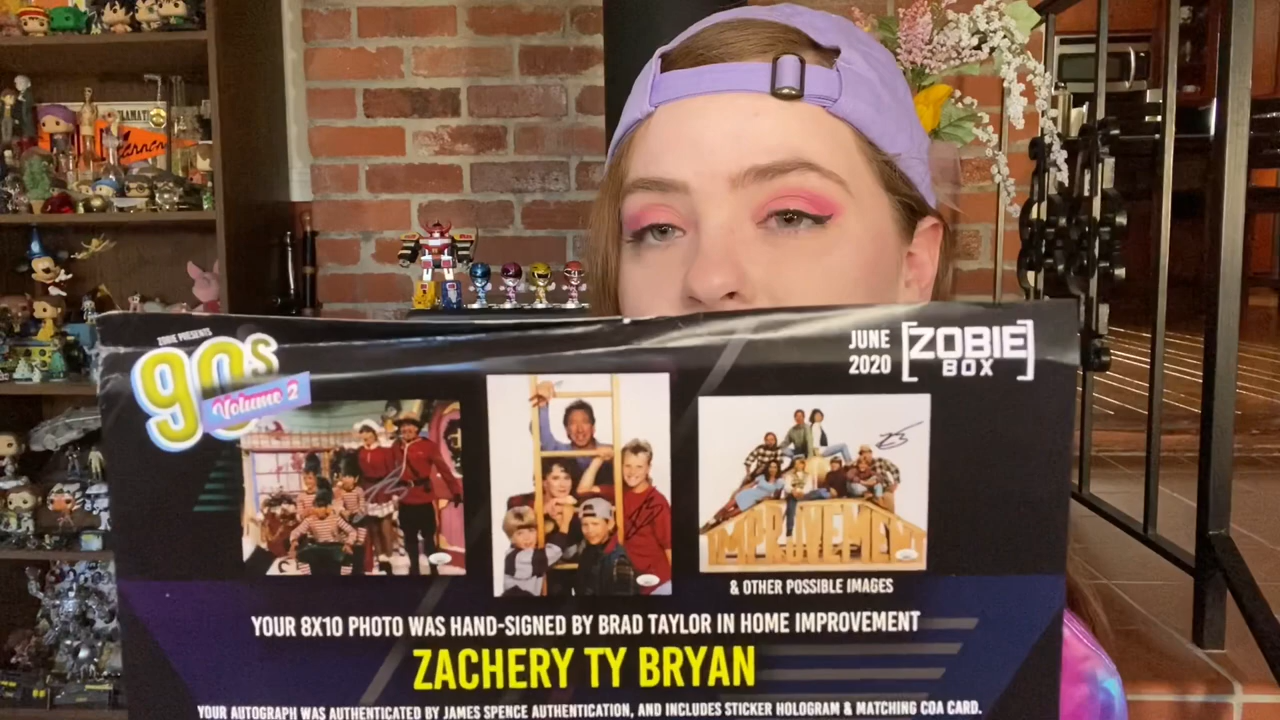 ZOBIE PRESENTS
90s
Volume 2
JUNE
2020
[ZOBIE
BOX]
IMPROVEMENT
& OTHER POSSIBLE IMAGES
YOUR 8X10 PHOTO WAS HAND-SIGNED BY BRAD TAYLOR IN HOME IMPROVEMENT
ZACHERY TY BRYAN
YOUR AUTOGRAPH WAS AUTHENTICATED BY JAMES SPENCE AUTHENTICATION, AND INCLUDES STICKER HOLOGRAM & MATCHING COA CARD.